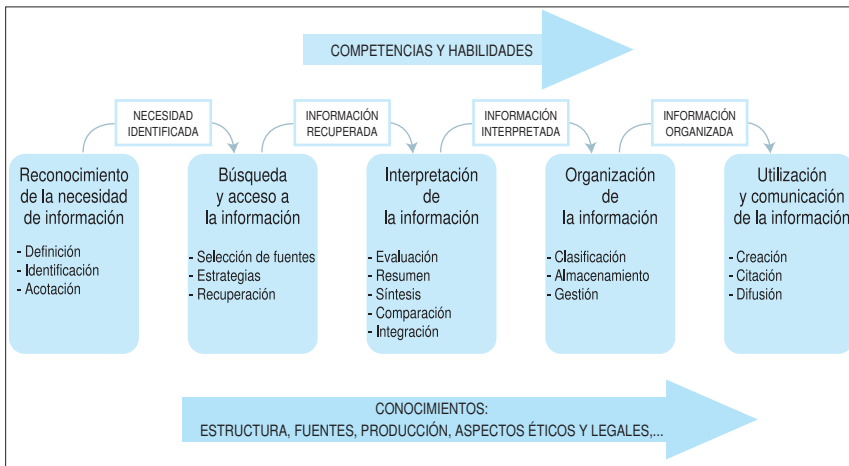 COMPETENCIAS Y HABILIDADES
NECESIDAD
IDENTIFICADA
INFORMACIÓN
RECUPERADA
INFORMACIÓN
INTERPRETADA
INFORMACIÓN
ORGANIZADA
Reconocimiento
de la necesidad
de información
- Definición
- Identificación
- Acotación
Búsqueda
y acceso a
la información
- Selección de fuentes
- Estrategias
- Recuperación
Interpretación
de
la información
- Evaluación
- Resumen
- Síntesis
- Comparación
- Integración
Organización
de
la información
- Clasificación
- Almacenamiento
- Gestión
Utilización
y comunicación
de la información
- Creación
- Citación
- Difusión
CONOCIMIENTOS:
ESTRUCTURA, FUENTES, PRODUCCIÓN, ASPECTOS ÉTICOS Y LEGALES,...